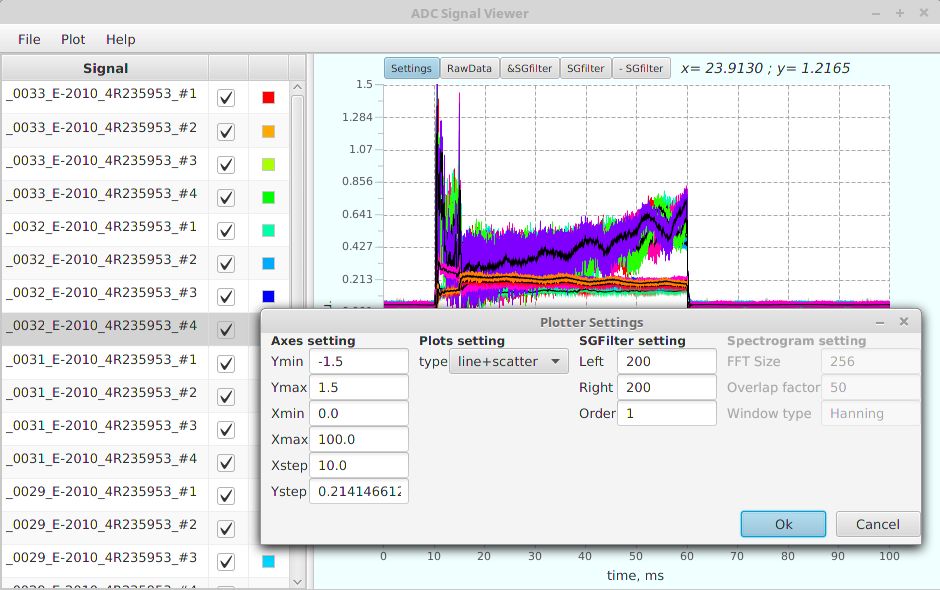 ADC Signal Viewer
File Plot Help
Signal
Settings RawData &SGfilter SGfilter - SGfilter x= 23.9130 ; y= 1.2165
_0033_E-2010_4R235953_#1
_0033_E-2010_4R235953_#2
_0033_E-2010_4R235953_#3
_0033_E-2010_4R235953_#4
_0032_E-2010_4R235953_#1
_0032_E-2010_4R235953_#2
_0032_E-2010_4R235953_#3
_0032_E-2010_4R235953_#4
_0031_E-2010_4R235953_#1
_0031_E-2010_4R235953_#2
_0031_E-2010_4R235953_#3
_0031_E-2010_4R235953_#4
_0029_E-2010_4R235953_#1
_0029_E-2010_4R235953_#2
_0029_E-2010_4R235953_#3
1.5
1.284
1.07
0.856
0.641
0.427
0.213
Plotter Settings
Axes setting Plots setting SGFilter setting Spectrogram setting
Ymin -1.5 type line+scatter Left 200 FFT Size 256
Ymax 1.5 Right 200 Overlap factor 50
Xmin 0.0 Order 1 Window type Hanning
Xmax 100.0
Xstep 10.0
Ystep 0.214146612
Ok Cancel
0 10 20 30 40 50 60 70 80 90 100
time, ms